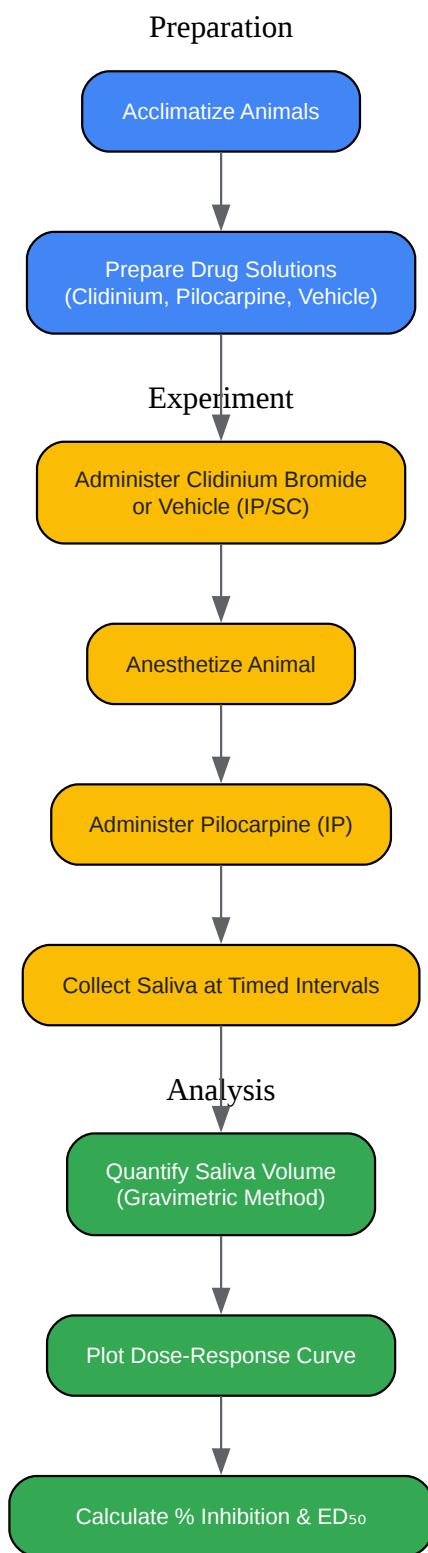 Preparation
Acclimatize Animals
Prepare Drug Solutions
(Clidinium, Pilocarpine, Vehicle)
Experiment
Administer Clidinium Bromide
or Vehicle (IP/SC)
Anesthetize Animal
Administer Pilocarpine (IP)
Collect Saliva at Timed Intervals
Analysis
Quantify Saliva Volume
(Gravimetric Method)
Plot Dose-Response Curve
Calculate % Inhibition & ED₅₀